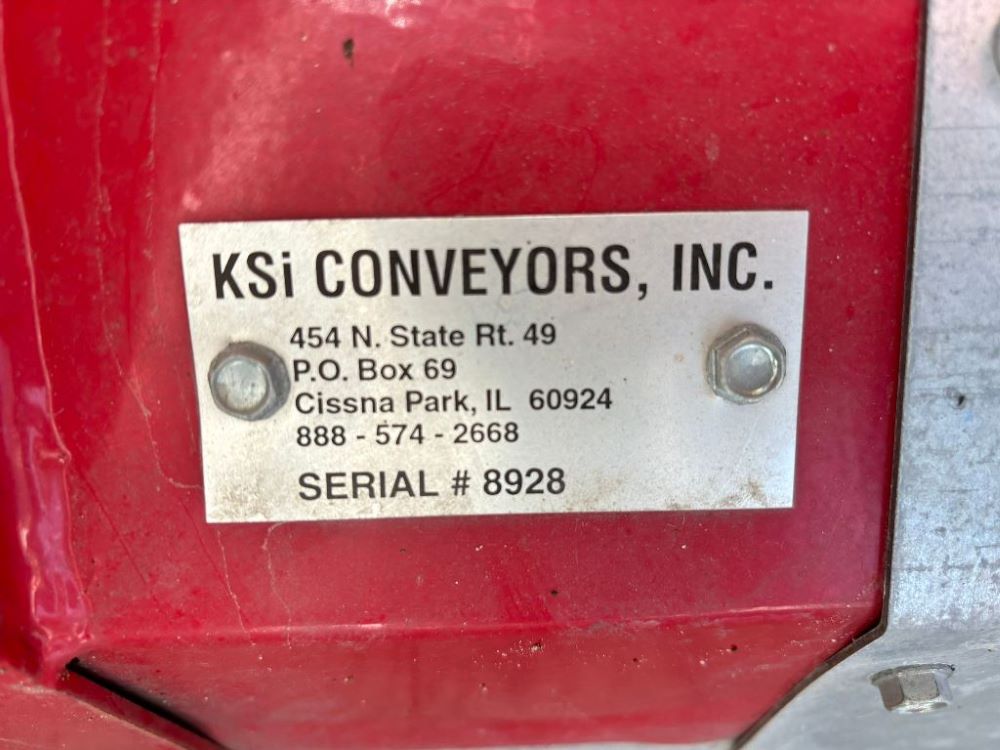 KSi CONVEYORS, INC.
454 N. State Rt. 49
P.O. Box 69
Cissna Park, IL 60924
888 - 574 - 2668
SERIAL # 8928